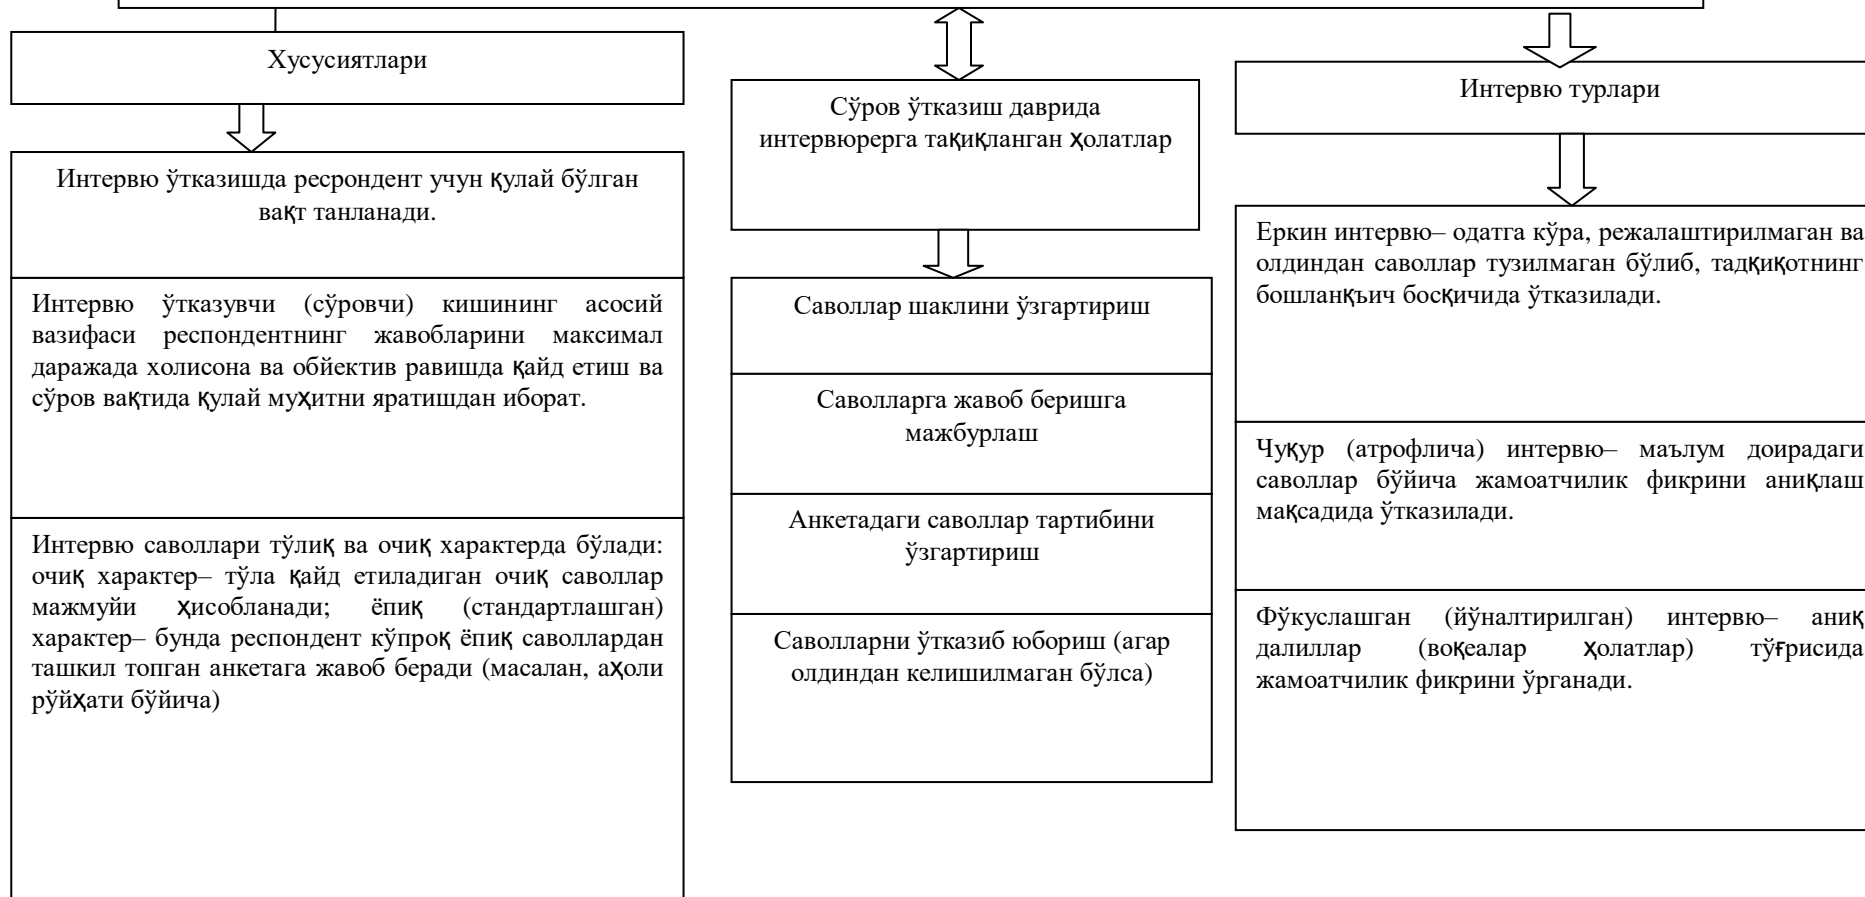 Хусусиятлари
Интервю ўтказишда ресрондент учун қулай бўлган
вақт танланади.
Интервю ўтказувчи (сўровчи) кишининг асосий
вазифаси респондентнинг жавобларини максимал
даражада холисона ва обйектив равишда қайд етиш ва
сўров вақтида қулай муҳитни яратишдан иборат.
Интервю саволлари тўлиқ ва очиқ характерда бўлади:
очиқ характер– тўла қайд етиладиган очиқ саволлар
мажмуйи ҳисобланади; ёпиқ (стандартлашган)
характер– бунда респондент кўпроқ ёпиқ саволлардан
ташкил топган анкетага жавоб беради (масалан, аҳоли
рўйҳати бўйича)
Сўров ўтказиш даврида
интервюрерга тақиқланган ҳолатлар
Саволлар шаклини ўзгартириш
Саволларга жавоб беришга
мажбурлаш
Анкетадаги саволлар тартибини
ўзгартириш
Саволларни ўтказиб юбориш (агар
олдиндан келишилмаган бўлса)
Интервю турлари
Еркин интервю– одатга кўра, режалаштирилмаган ва
олдиндан саволлар тузилмаган бўлиб, тадқиқотнинг
бошланқъич босқичида ўтказилади.
Чуқур (атрофлича) интервю– маълум доирадаги
саволлар бўйича жамоатчилик фикрини аниқлаш
мақсадида ўтказилади.
Фўкуслашган (йўналтирилган) интервю– аниқ
далиллар (воқеалар ҳолатлар) тўғрисида
жамоатчилик фикрини ўрганади.